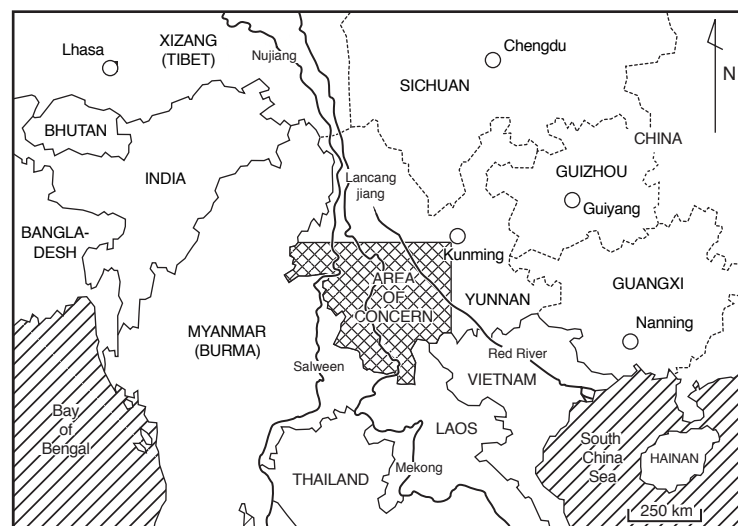 XIZANG
(TIBET)
Lhasa
Nujiang
Chengdu
SICHUAN
N
BHUTAN
CHINA
INDIA
Lancang
jiang
GUIZHOU
Guiyang
BANGLA-
DESH
Kunming
AREA
OF
CONCERN
YUNNAN
GUANGXI
Nanning
MYANMAR
(BURMA)
Salween
Red River
VIETNAM
Bay
of
Bengal
LAOS
South
China
Sea
HAINAN
THAILAND
Mekong
250 km